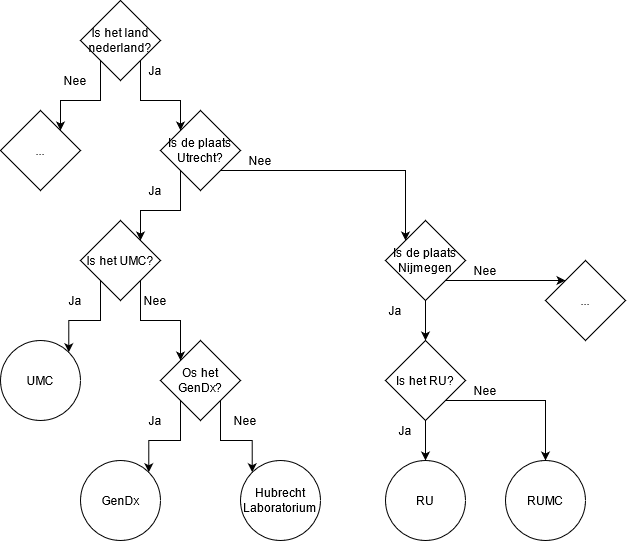 Is het land
nederland?
Nee
Ja
...
Is de plaats
Utrecht?
Nee
Ja
Is het UMC?
Is de plaats
Nijmegen
Nee
...
Ja
Nee
Ja
UMC
Os het
GenDx?
Is het RU?
Nee
Ja
Nee
Ja
GenDx
Hubrecht
Laboratorium
RU
RUMC